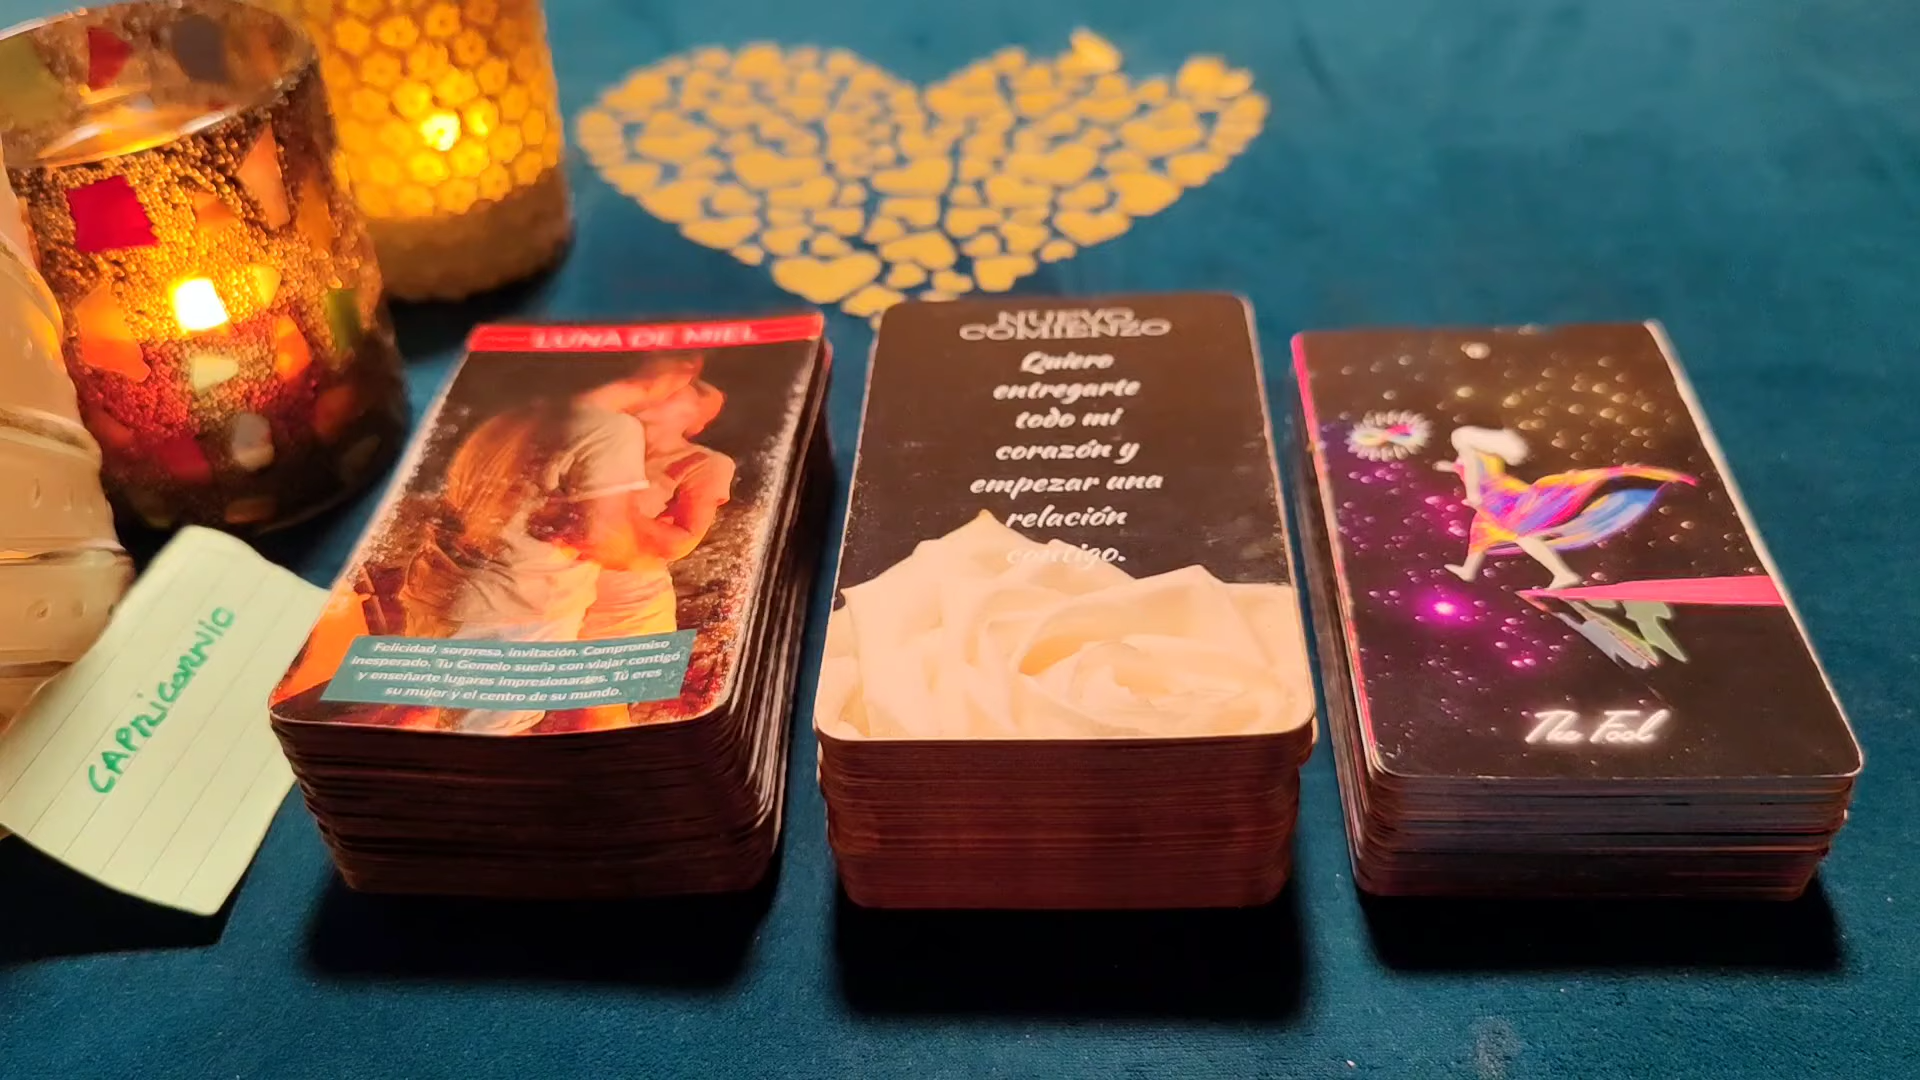 CAPRICORNIO
LUNA DE MIEL
Felicidad, sorpresa, invitación. Compromiso
inesperado. Tu Gemelo sueña con viajar contigo
y enseñarte lugares impresionantes. Tú eres
su mujer y el centro de su mundo.
NUEVO
COMIENZO
Quiero
entregarte
todo mi
corazón y
empezar una
relación
contigo.
The Fool